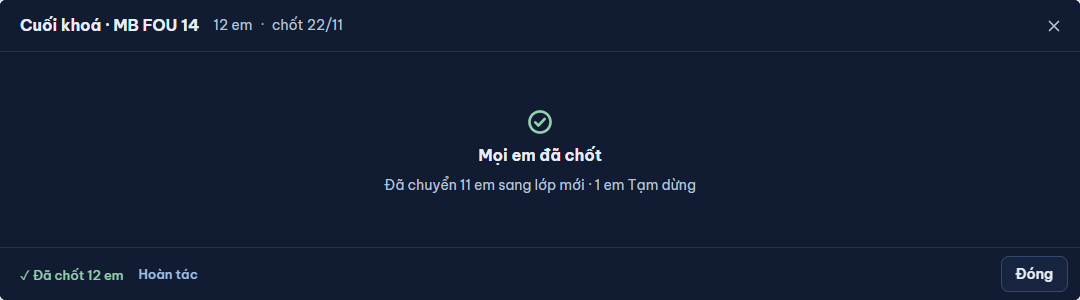 Cuối khoá · MB FOU 14 12 em · chốt 22/11
Mọi em đã chốt
Đã chuyển 11 em sang lớp mới · 1 em Tạm dừng
✓ Đã chốt 12 em Hoàn tác
Đóng